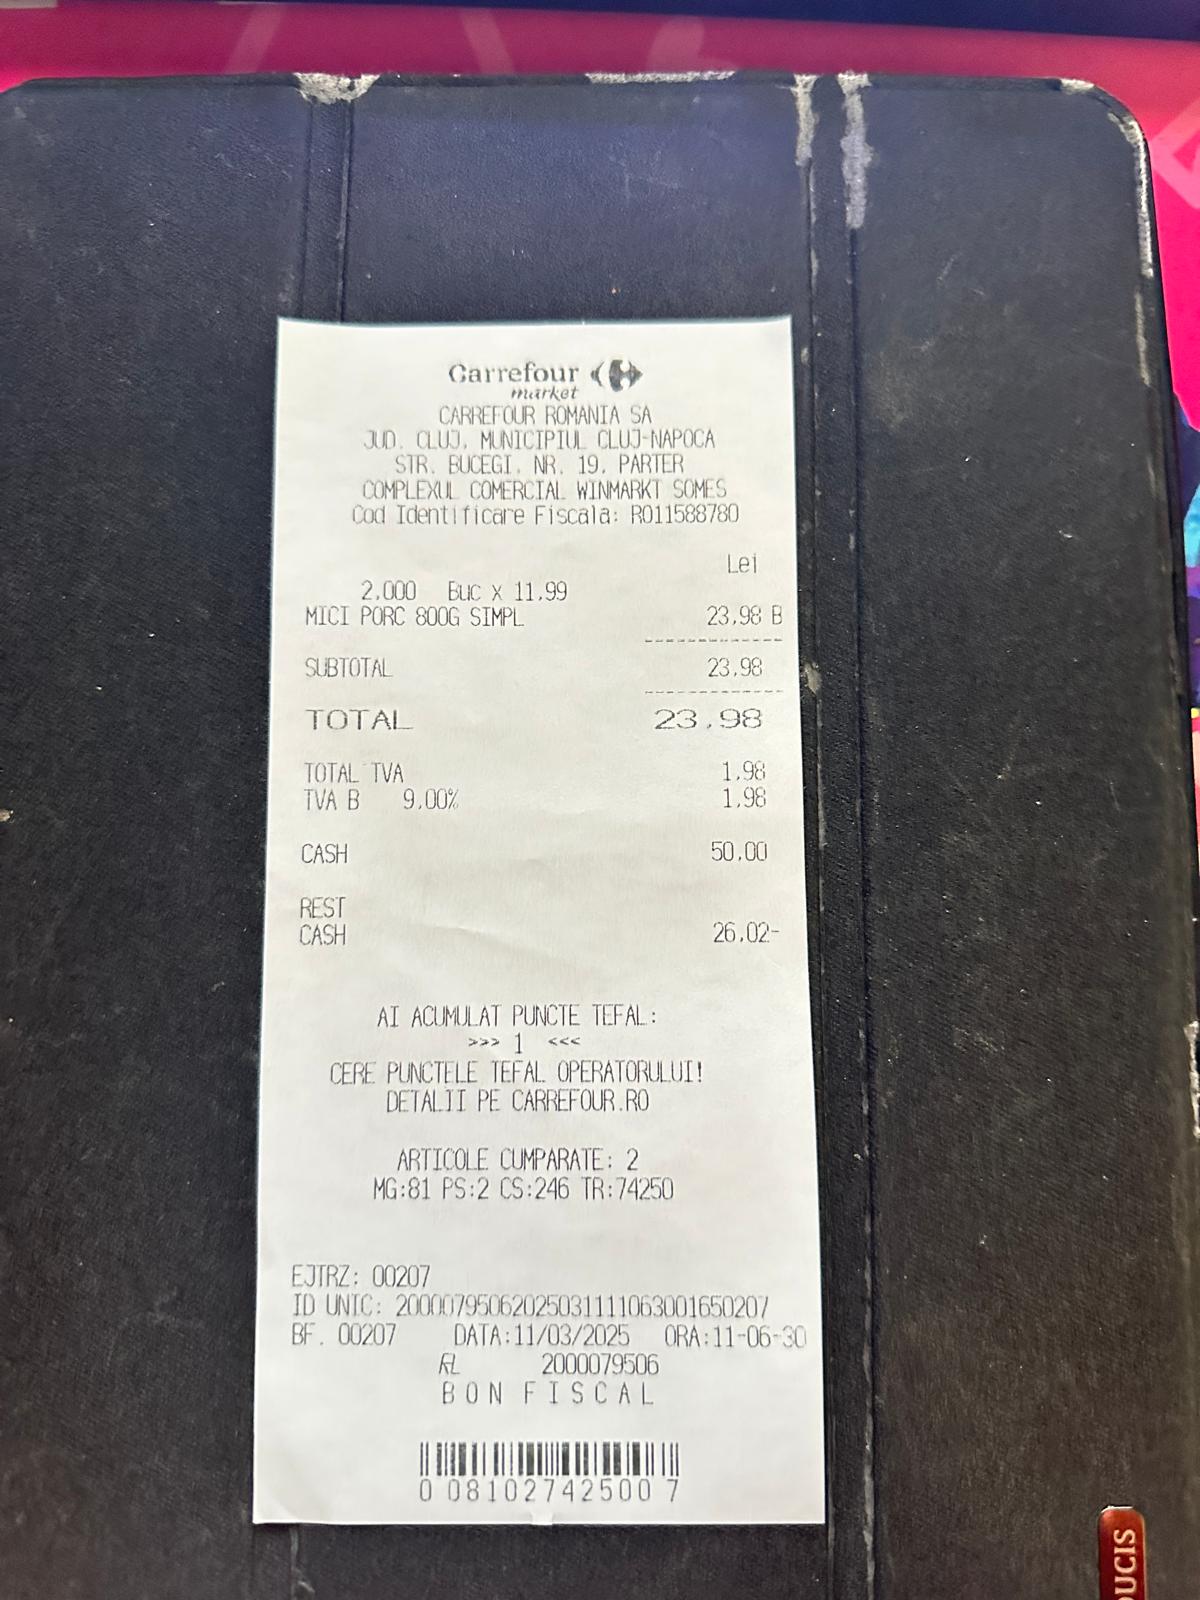 Carrefour
market
CARREFOUR ROMANIA SA
JUD. CLUJ, MUNICIPIUL CLUJ-NAPOCA
STR. BUCEGI, NR. 19, PARTER
COMPLEXUL COMERCIAL WINMARKT SOMES
Cod Identificare Fiscala: RO11588780
Lei
2.000 Buc x 11.99
MICI PORC 800G SIMPL 23.98 B
SUBTOTAL 23.98
TOTAL 23.98
TOTAL TVA 1.98
TVA B 9.00% 1.98
CASH 50.00
REST
CASH 26.02-
AI ACUMULAT PUNCTE TEFAL:
>>> 1 <<<
CERE PUNCTELE TEFAL OPERATORULUI!
DETALII PE CARREFOUR.RO
ARTICOLE CUMPARATE: 2
MG:81 PS:2 CS:246 TR:74250
EJTRZ: 00207
ID UNIC: 2000079506202503111106300165​0207
BF. 00207 DATA:11/03/2025 ORA:11-06-30
RL 2000079506
BON FISCAL
0 08102742500 7
OUCIS